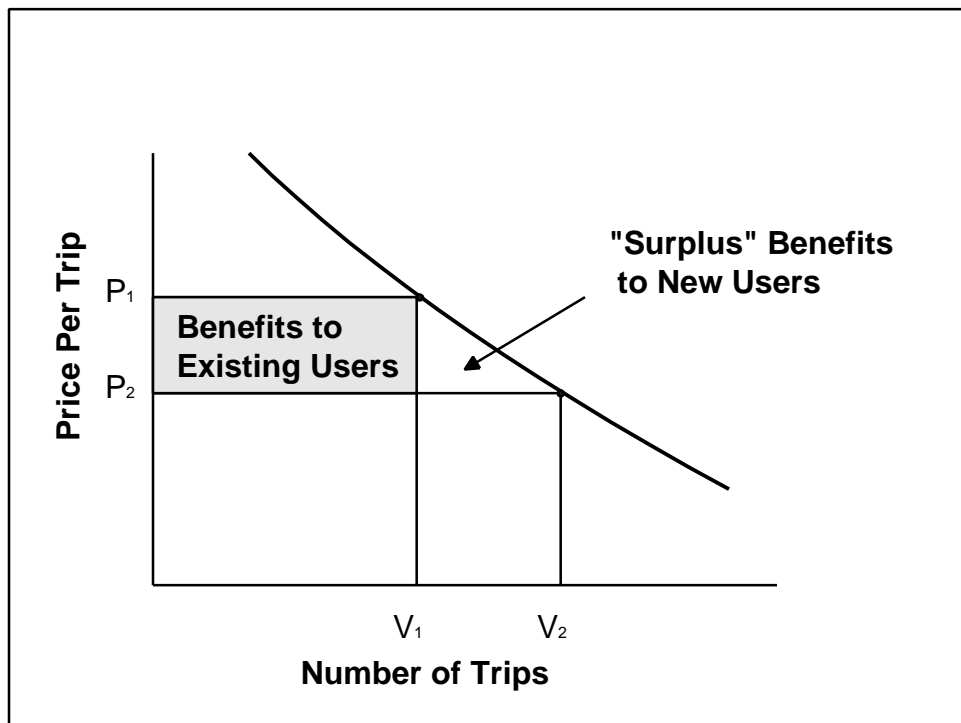 "Surplus" Benefits
to New Users
Price Per Trip
P₁
Benefits to
Existing Users
P₂
V₁
V₂
Number of Trips